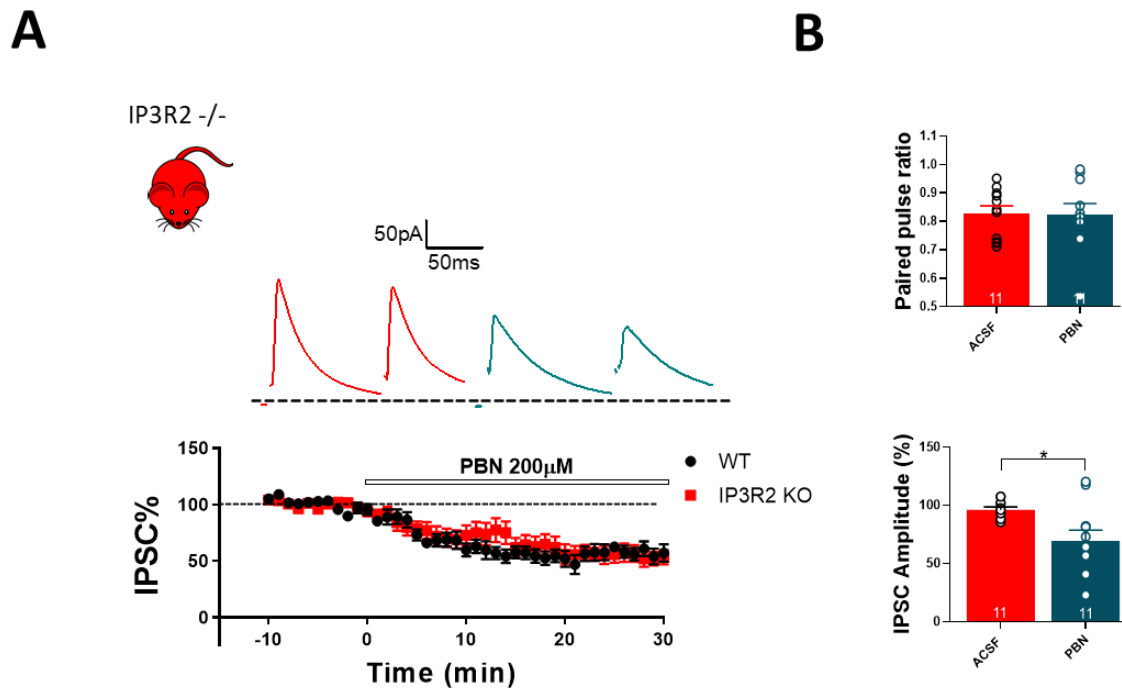 A
B
IP3R2 -/-
50pA
50ms
Paired pulse ratio
1.1
1.0
0.9
0.8
0.7
0.6
0.5
11
ACSF
PBN
IPSC%
150
100
50
0
PBN 200μM
WT
IP3R2 KO
-10
0
10
20
30
Time (min)
IPSC Amplitude (%)
150
100
50
0
*
11
11
ACSF
PBN